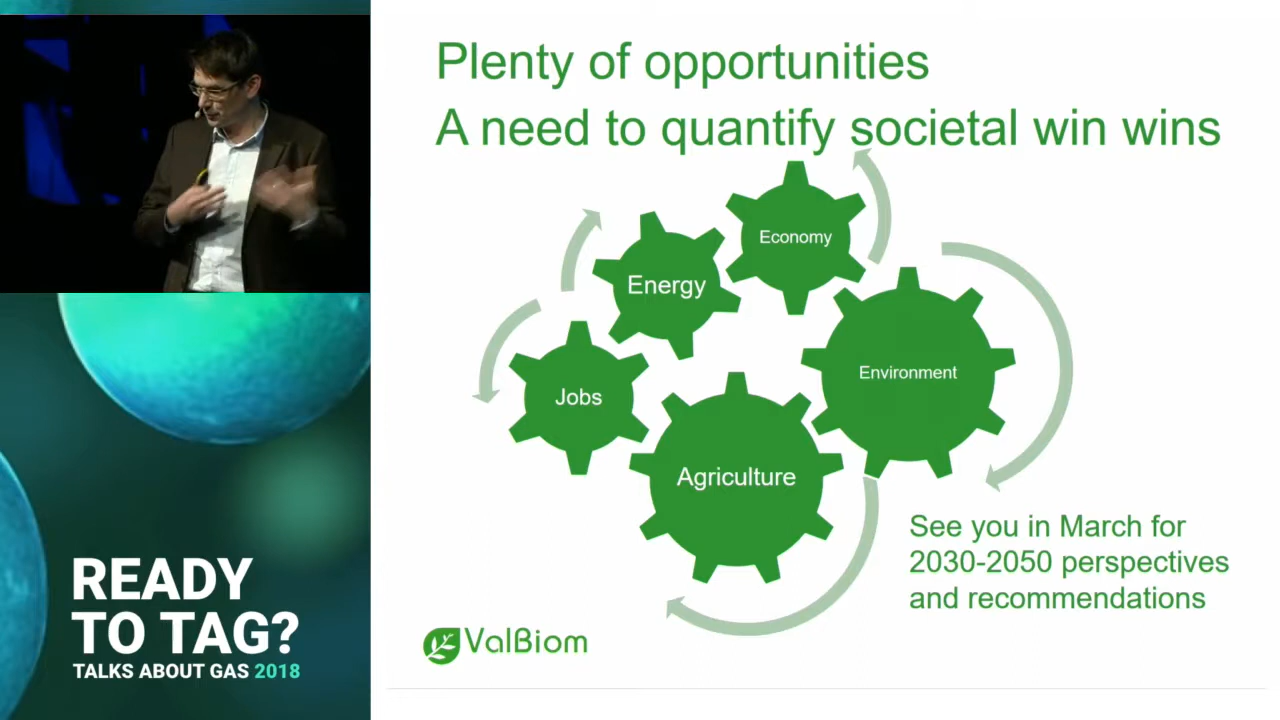 Plenty of opportunities
A need to quantify societal win wins
Economy
Energy
Environment
Jobs
Agriculture
See you in March for
2030-2050 perspectives
and recommendations
ValBiom
READY
TO TAG?
TALKS ABOUT GAS 2018